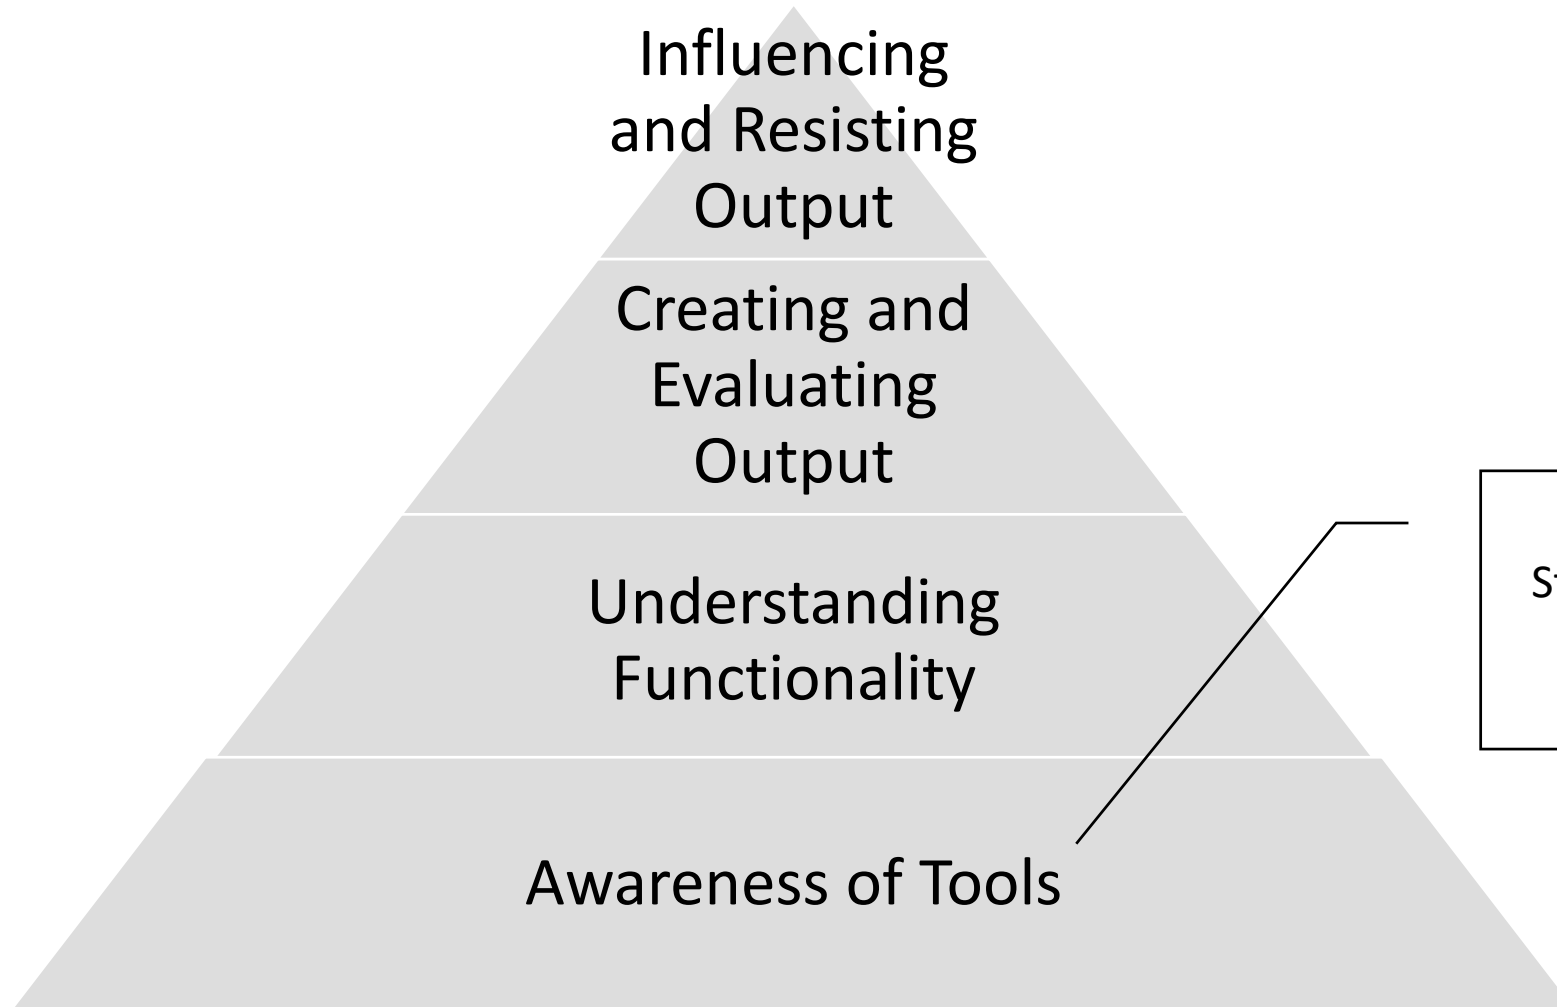 Influencing
and Resisting
Output
Creating and
Evaluating
Output
Understanding
Functionality
Awareness of Tools